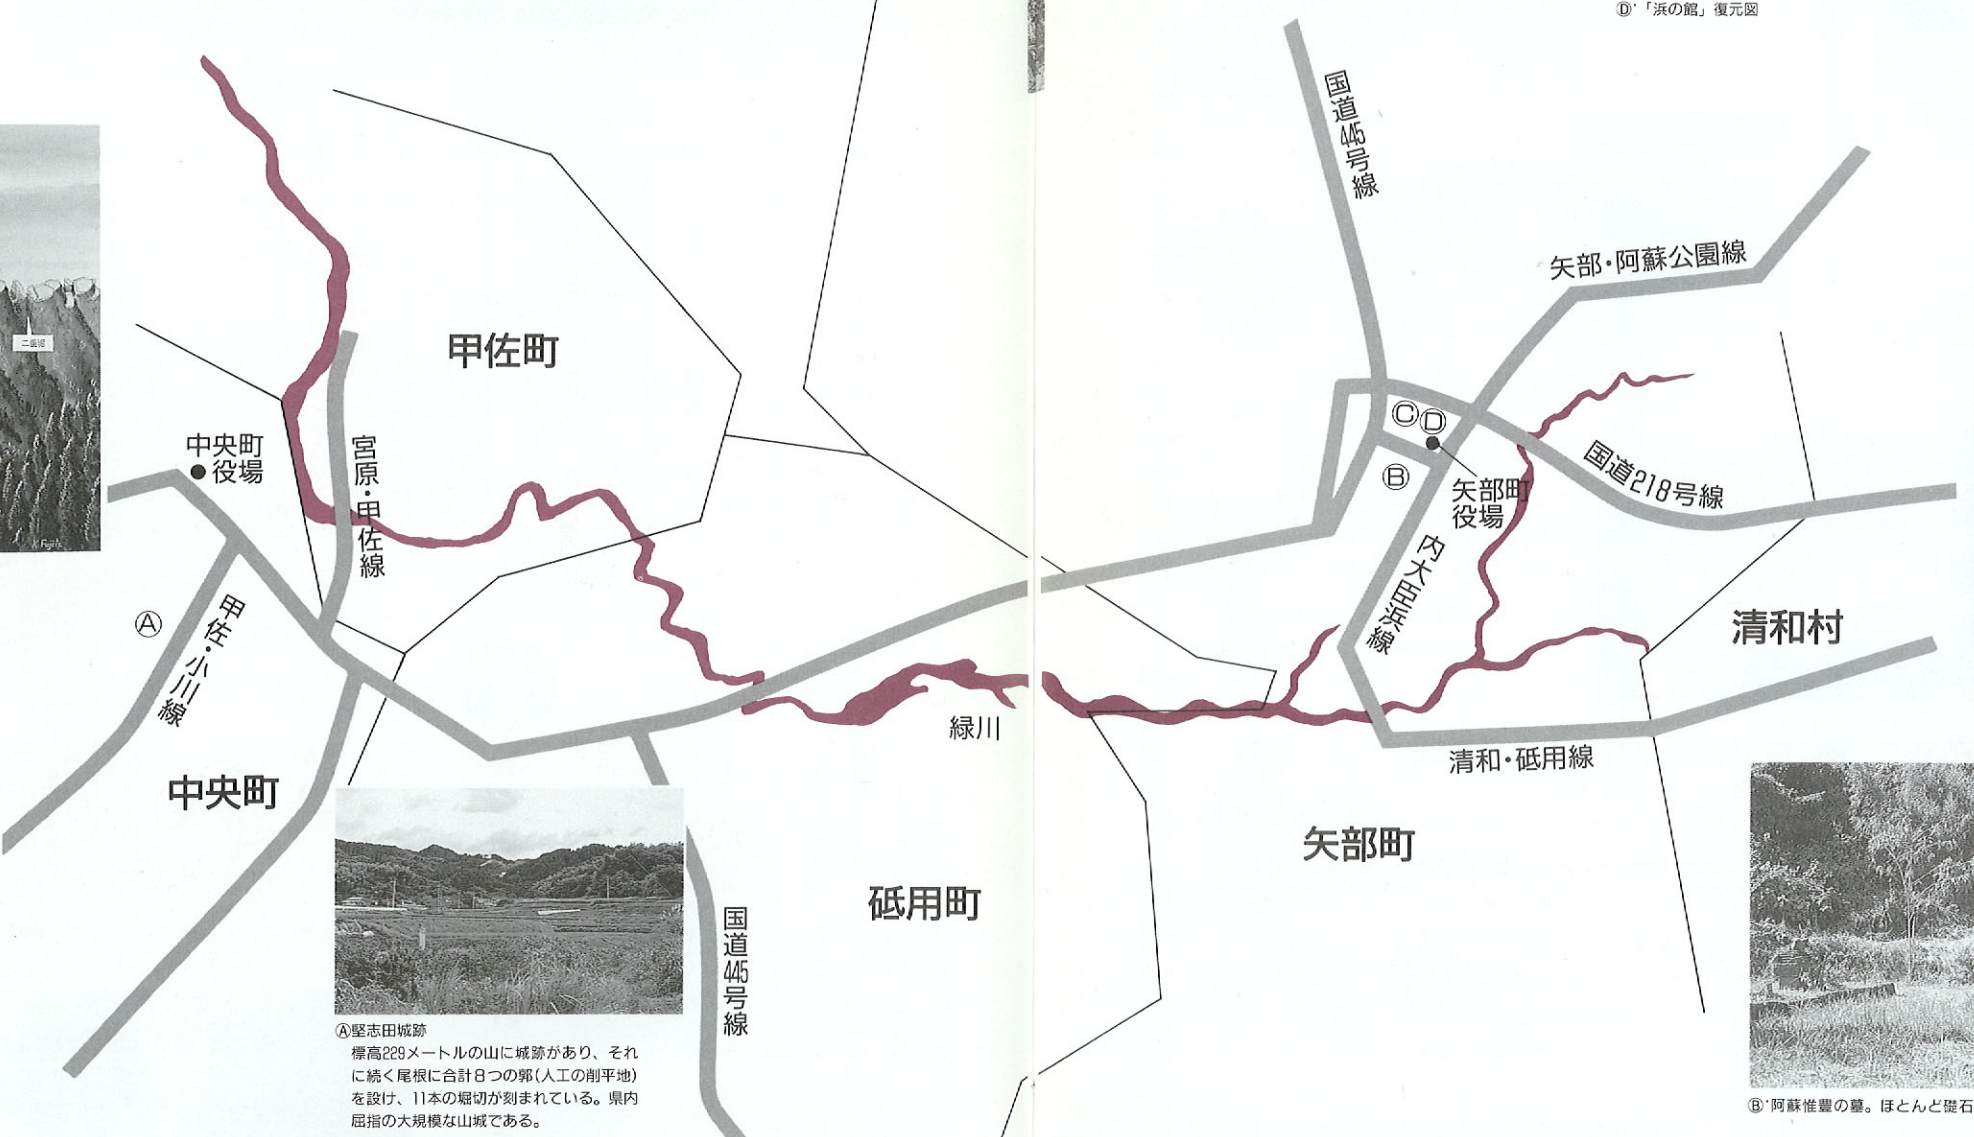 Ⓓ・「浜の館」復元図
国道445号線
矢部・阿蘇公園線
甲佐町
ⒸⒹ
中央町
役場
宮原・甲佐線
Ⓑ
国道218号線
矢部町
役場
内大臣浜線
Ⓐ
甲佐・小川線
清和村
緑川
清和・砥用線
中央町
矢部町
砥用町
国道445号線
Ⓐ堅志田城跡
標高229メートルの山に城跡があり、それ
に続く尾根に合計8つの郭(人工の削平地)
を設け、11本の堀切が刻まれている。県内
屈指の大規模な山城である。
Ⓑ・阿蘇惟豊の墓。ほとんど礎石